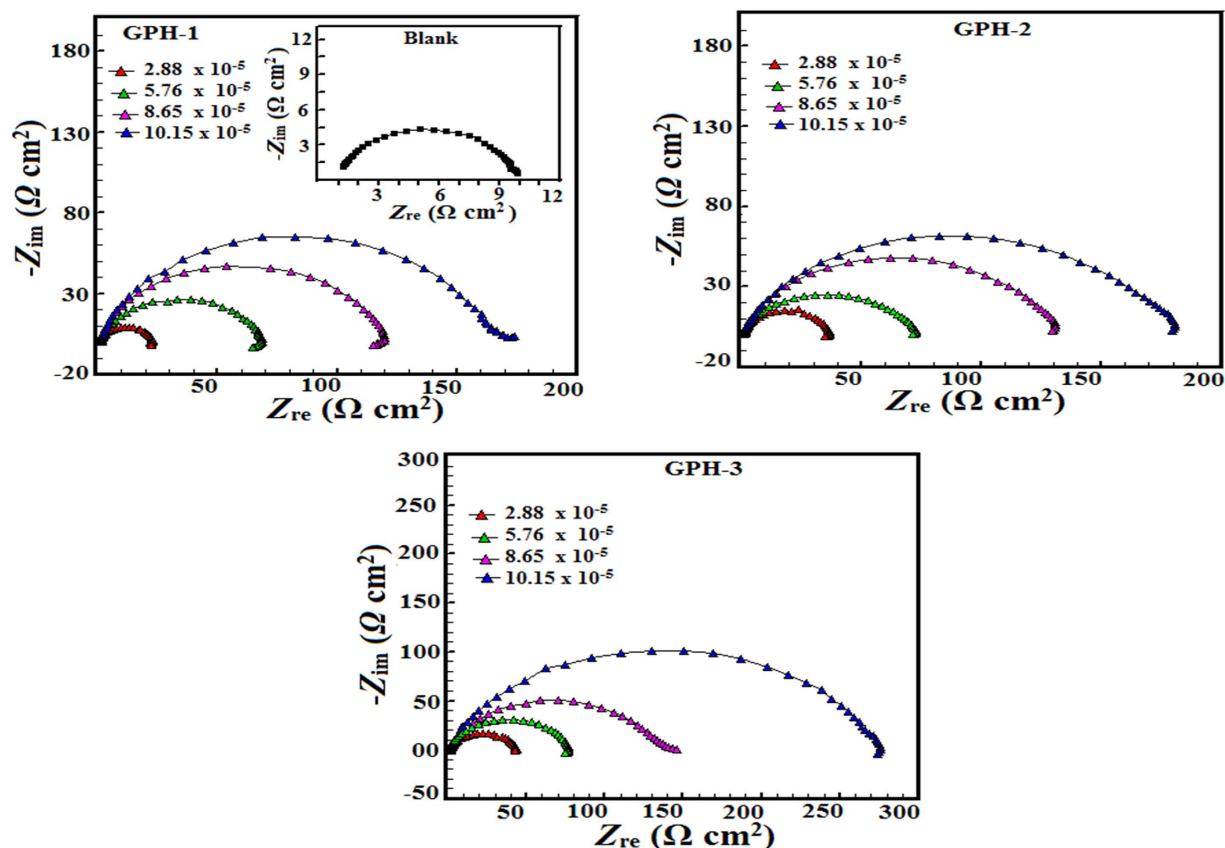 GPH-1
2.88 x 10-5
5.76 x 10-5
8.65 x 10-5
10.15 x 10-5
180
130
80
30
-20
-Zim (Ω cm2)
50 100 150 200
Zre (Ω cm2)
Blank
12
9
6
3
-Zim (Ω cm2)
3 6 9 12
Zre (Ω cm2)
GPH-2
2.88 x 10-5
5.76 x 10-5
8.65 x 10-5
10.15 x 10-5
180
130
80
30
-20
-Zim (Ω cm2)
50 100 150 200
Zre (Ω cm2)
GPH-3
2.88 x 10-5
5.76 x 10-5
8.65 x 10-5
10.15 x 10-5
300
250
200
150
100
50
00
-50
-Zim (Ω cm2)
50 100 150 200 250 300
Zre (Ω cm2)